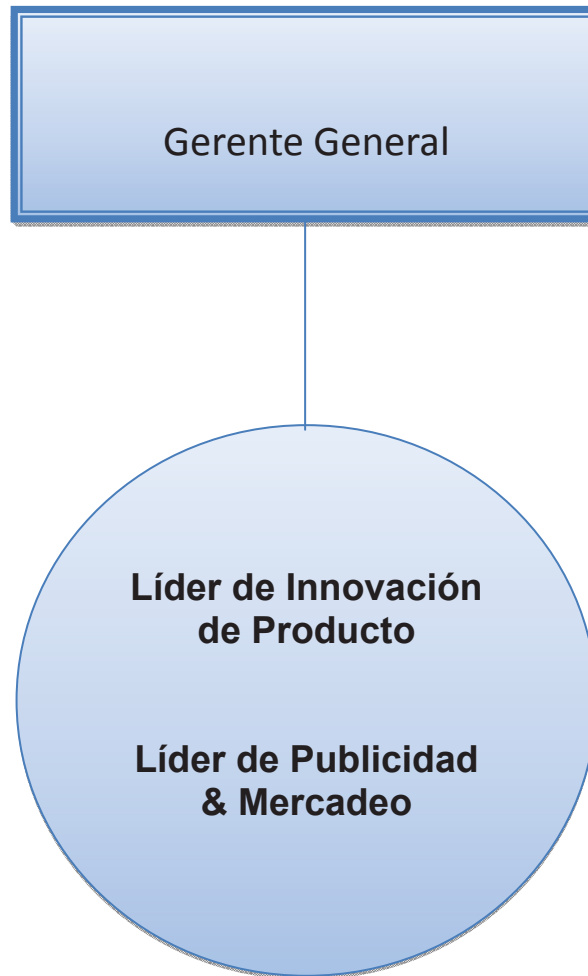 Gerente General
Líder de Innovación
de Producto
Líder de Publicidad
& Mercadeo